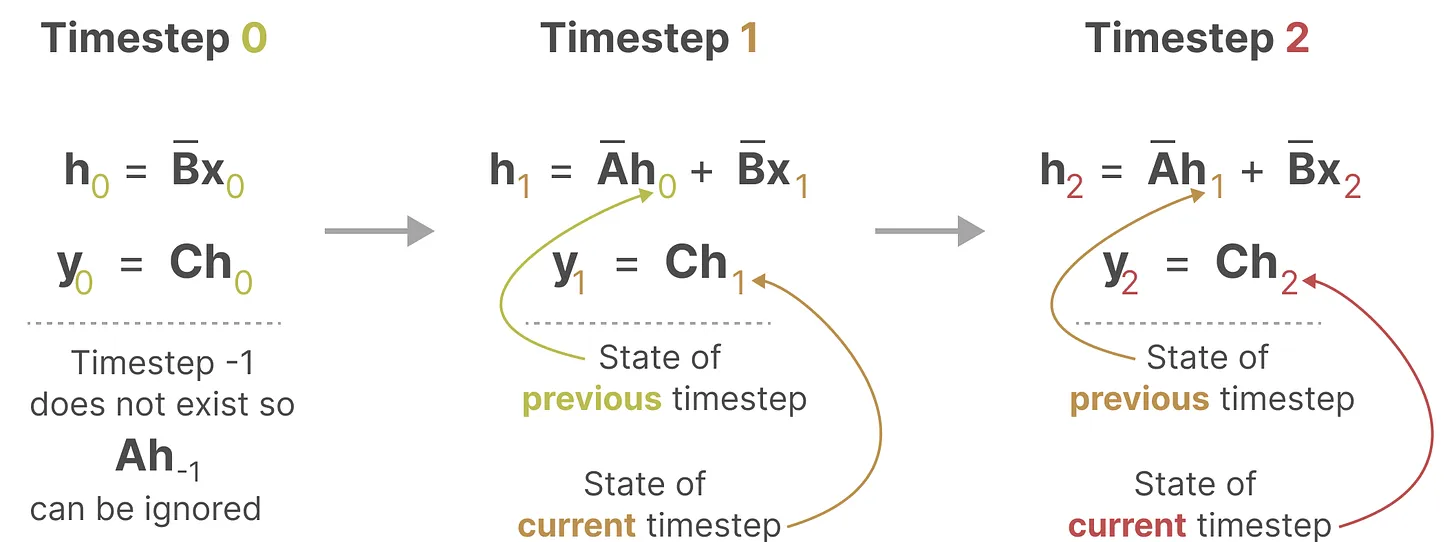 Timestep 0
h₀ = B̅x₀
y₀ = Ch₀
Timestep -1
does not exist so
Ah₋₁
can be ignored
Timestep 1
h₁ = A̅h₀ + B̅x₁
y₁ = Ch₁
State of
previous timestep
State of
current timestep
Timestep 2
h₂ = A̅h₁ + B̅x₂
y₂ = Ch₂
State of
previous timestep
State of
current timestep